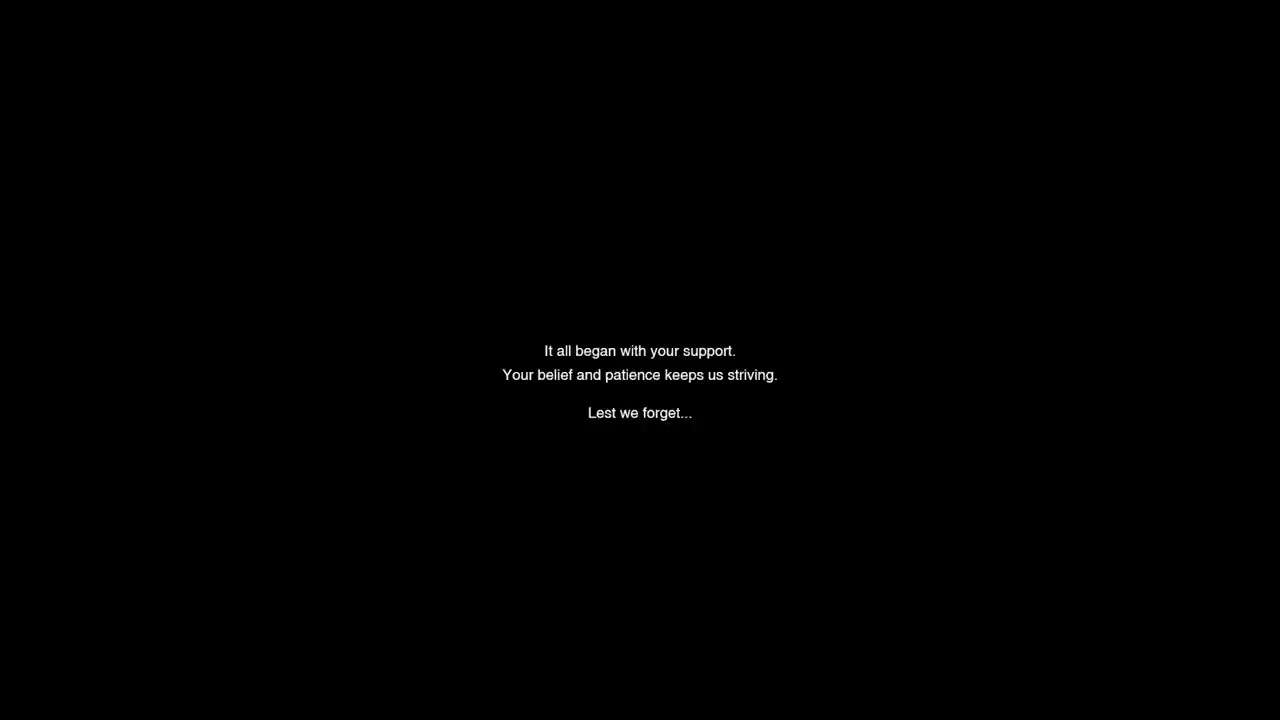 It all began with your support.
Your belief and patience keeps us striving.
Lest we forget...